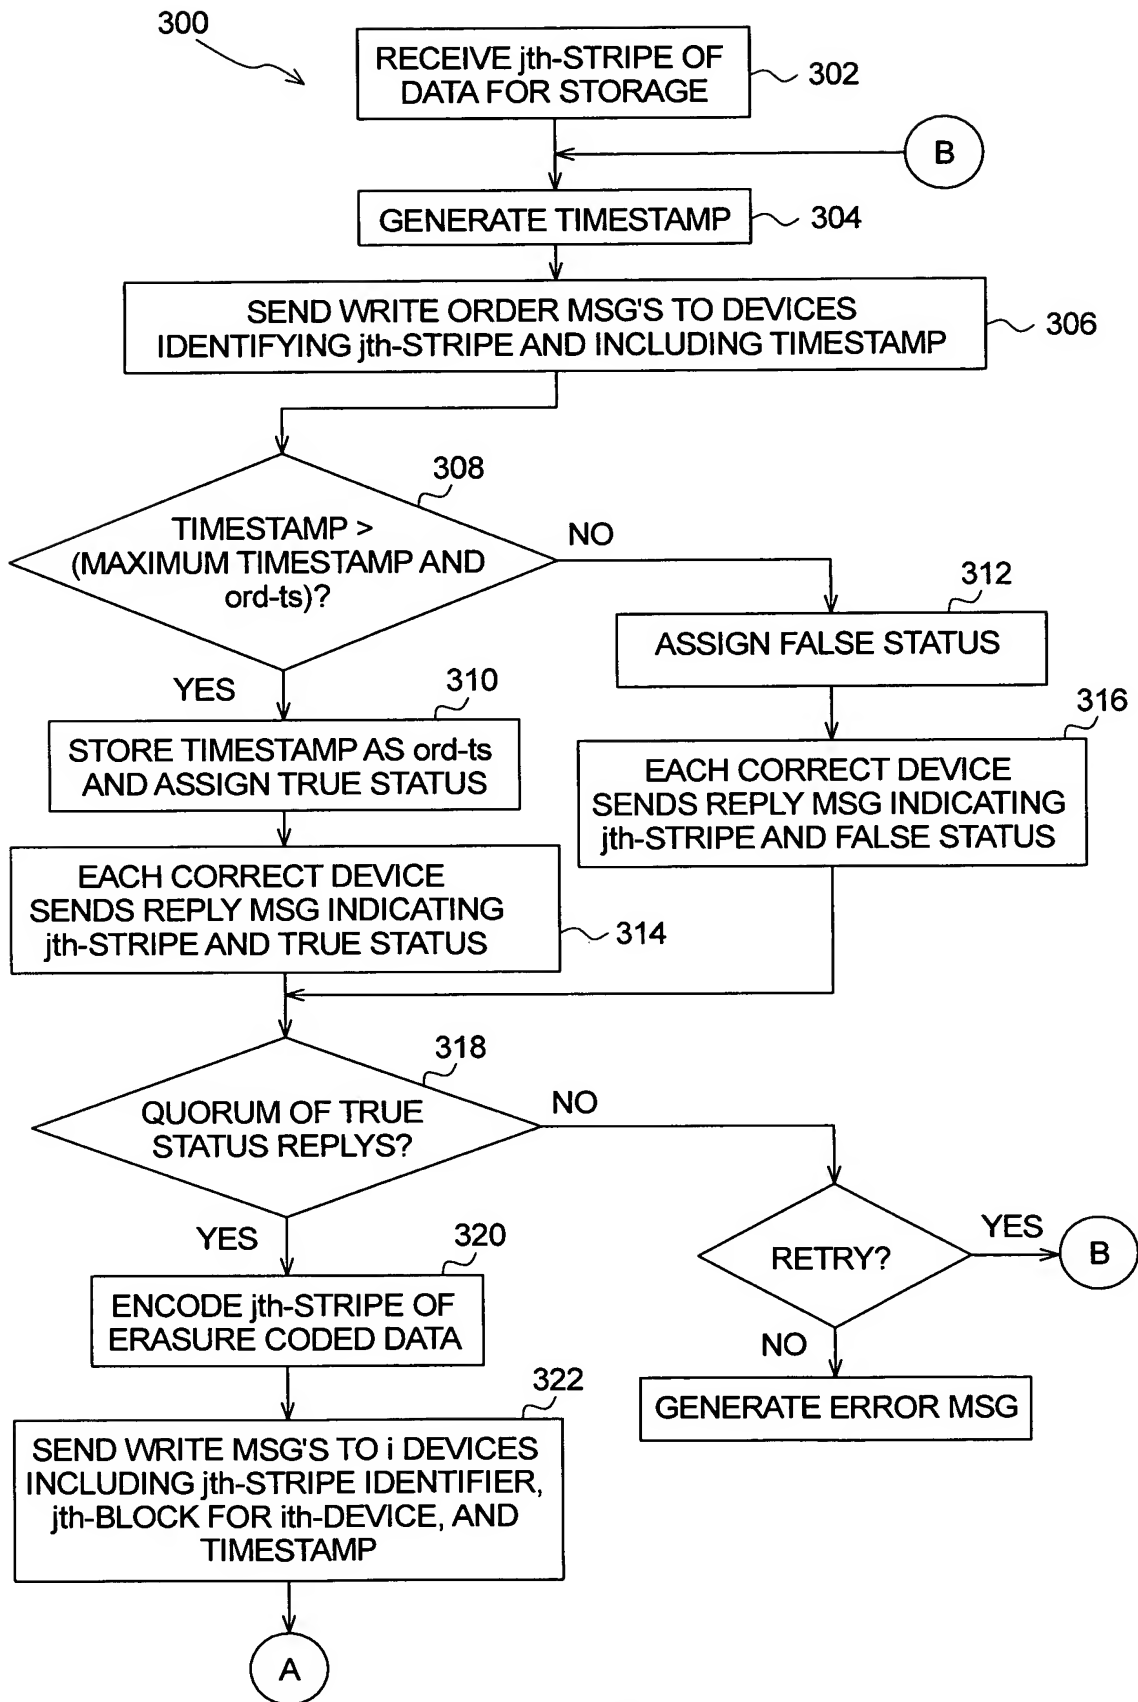 300
RECEIVE jth-STRIPE OF
DATA FOR STORAGE
302
B
GENERATE TIMESTAMP
304
SEND WRITE ORDER MSG'S TO DEVICES
IDENTIFYING jth-STRIPE AND INCLUDING TIMESTAMP
306
308
TIMESTAMP >
(MAXIMUM TIMESTAMP AND
ord-ts)?
NO
312
ASSIGN FALSE STATUS
YES
310
STORE TIMESTAMP AS ord-ts
AND ASSIGN TRUE STATUS
316
EACH CORRECT DEVICE
SENDS REPLY MSG INDICATING
jth-STRIPE AND FALSE STATUS
EACH CORRECT DEVICE
SENDS REPLY MSG INDICATING
jth-STRIPE AND TRUE STATUS
314
318
QUORUM OF TRUE
STATUS REPLYS?
NO
YES
320
RETRY?
YES
B
ENCODE jth-STRIPE OF
ERASURE CODED DATA
NO
GENERATE ERROR MSG
322
SEND WRITE MSG'S TO i DEVICES
INCLUDING jth-STRIPE IDENTIFIER,
jth-BLOCK FOR ith-DEVICE, AND
TIMESTAMP
A